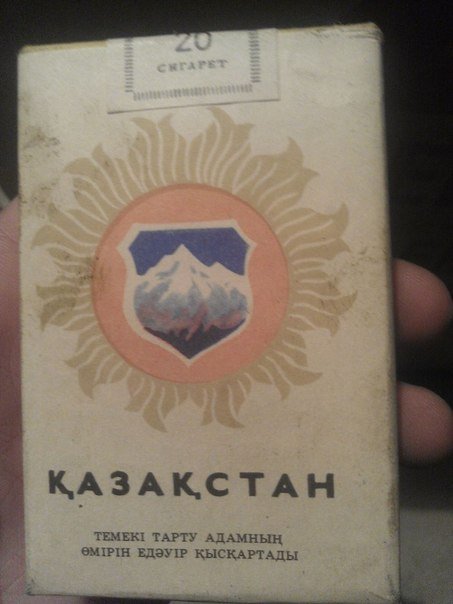 20
СИГАРЕТ
ҚАЗАҚСТАН
ТЕМЕКІ ТАРТУ АДАМНЫҢ
ӨМІРІН ЕДӘУІР ҚЫСҚАРТАДЫ